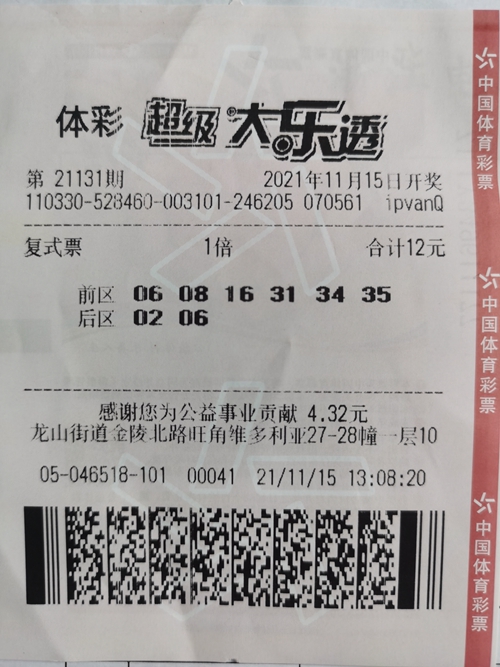 体彩 超级大乐透
第 21131期 2021年11月15日开奖
110330-528460-003101-246205 070561 ipvanQ
复式票 1倍 合计12元
前区 06 08 16 31 34 35
后区 02 06
感谢您为公益事业贡献 4.32元
龙山街道金陵北路旺角维多利亚27-28幢一层10
05-046518-101 00041 21/11/15 13:08:20
中国体育彩票
中国体育彩票
中国体育彩票